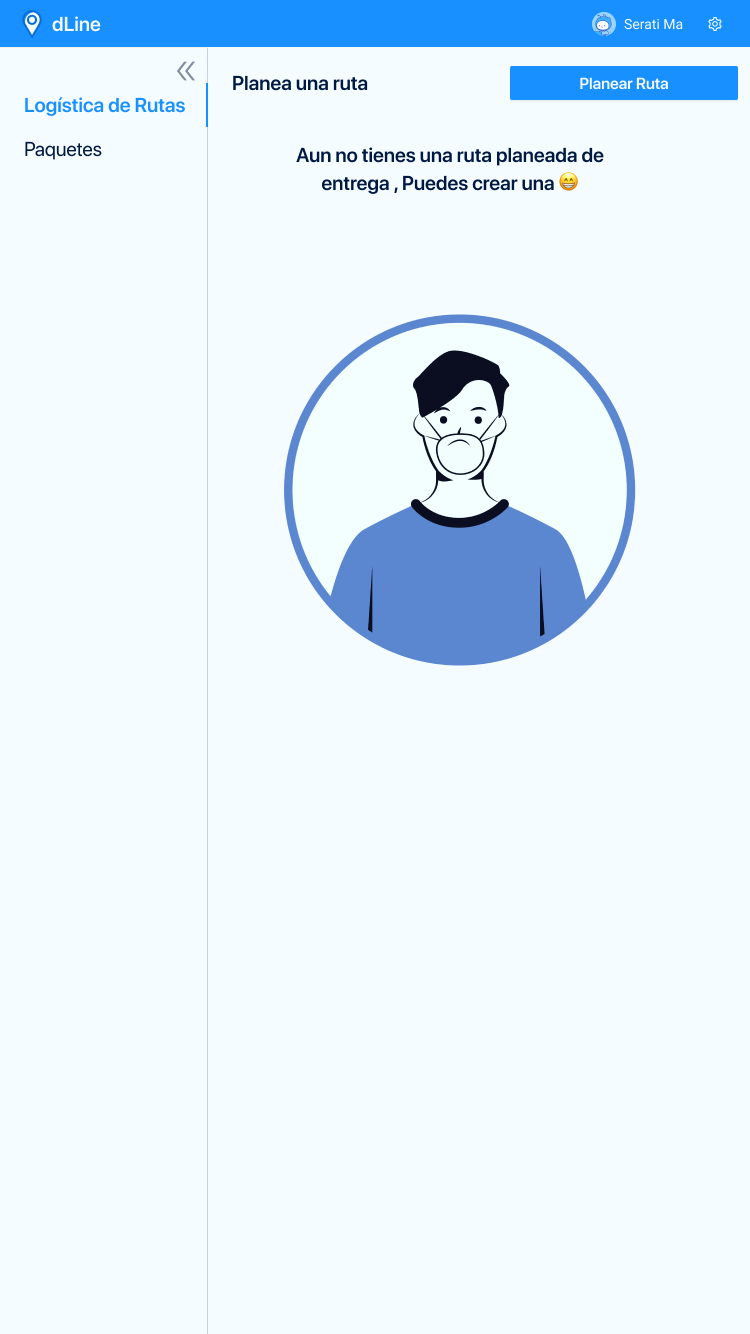 dLine
Serati Ma
Logística de Rutas
Paquetes
Planea una ruta
Planear Ruta
Aun no tienes una ruta planeada de
entrega , Puedes crear una 😁